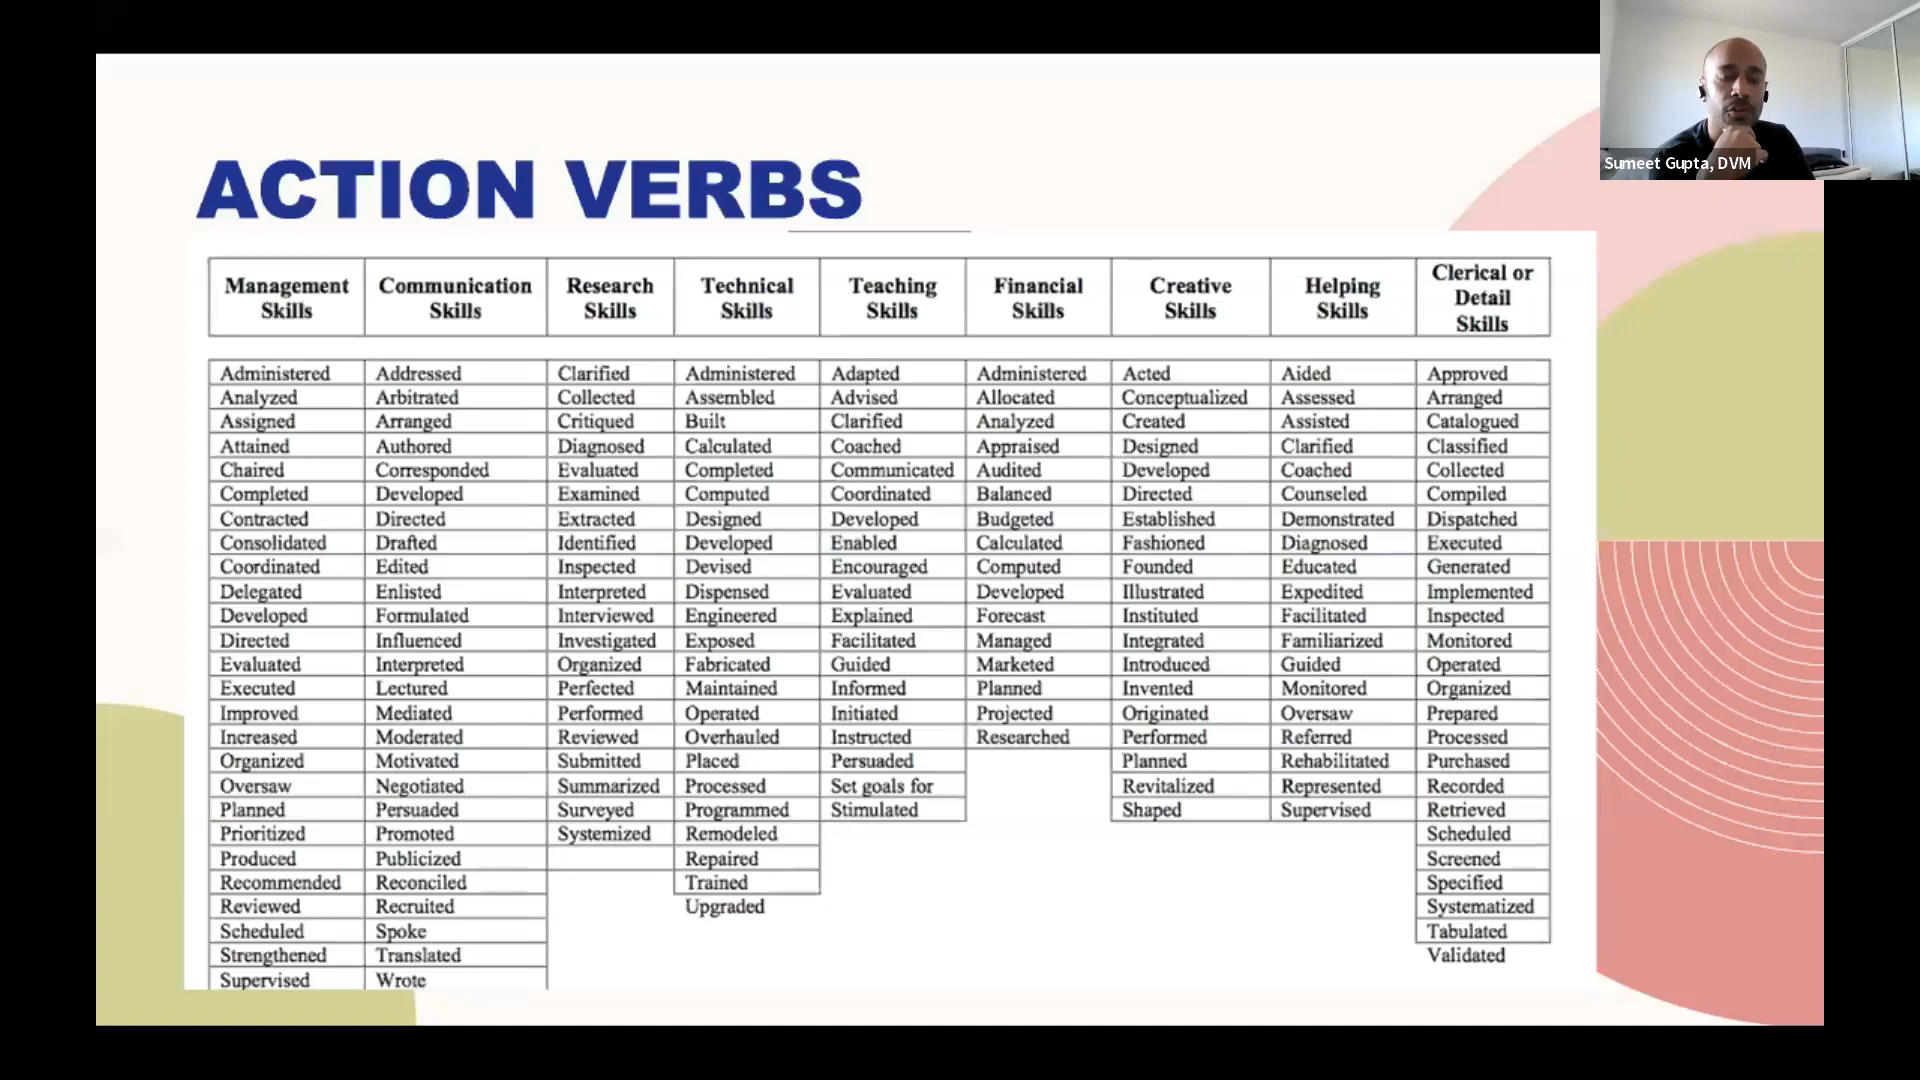 Sumeet Gupta, DVM
ACTION VERBS
Management Skills Communication Skills Research Skills Technical Skills Teaching Skills Financial Skills Creative Skills Helping Skills Clerical or Detail Skills
Administered Addressed Clarified Administered Adapted Administered Acted Aided Approved
Analyzed Arbitrated Collected Assembled Advised Allocated Conceptualized Assessed Arranged
Assigned Arranged Critiqued Built Clarified Analyzed Created Assisted Catalogued
Attained Authored Diagnosed Calculated Coached Appraised Designed Clarified Classified
Chaired Corresponded Evaluated Completed Communicated Audited Developed Coached Collected
Completed Developed Examined Computed Coordinated Balanced Directed Counseled Compiled
Contracted Directed Extracted Designed Developed Budgeted Established Demonstrated Dispatched
Consolidated Drafted Identified Developed Enabled Calculated Fashioned Diagnosed Executed
Coordinated Edited Inspected Devised Encouraged Computed Founded Educated Generated
Delegated Enlisted Interpreted Dispensed Evaluated Developed Illustrated Expedited Implemented
Developed Formulated Interviewed Engineered Explained Forecast Instituted Facilitated Inspected
Directed Influenced Investigated Exposed Facilitated Managed Integrated Familiarized Monitored
Evaluated Interpreted Organized Fabricated Guided Marketed Introduced Guided Operated
Executed Lectured Perfected Maintained Informed Planned Invented Monitored Organized
Improved Mediated Performed Operated Initiated Projected Originated Oversaw Prepared
Increased Moderated Reviewed Overhauled Instructed Researched Performed Referred Processed
Organized Motivated Submitted Placed Persuaded Planned Rehabilitated Purchased
Oversaw Negotiated Summarized Processed Set goals for Revitalized Represented Recorded
Planned Persuaded Surveyed Programmed Stimulated Shaped Supervised Retrieved
Prioritized Promoted Systemized Remodeled Scheduled
Produced Publicized Repaired Screened
Recommended Reconciled Trained Specified
Reviewed Recruited Upgraded Systematized
Scheduled Spoke Tabulated
Strengthened Translated Validated
Supervised Wrote